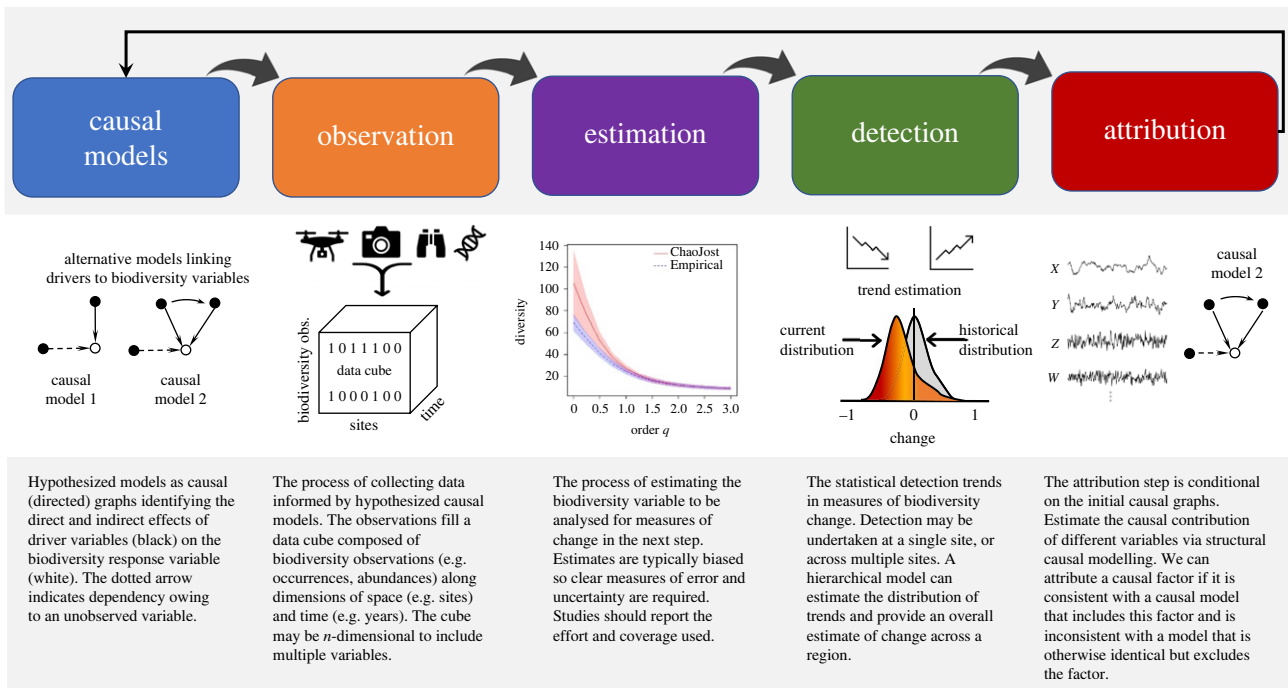 causal
models
observation
estimation
detection
attribution
alternative models linking
drivers to biodiversity variables
causal
model 1
causal
model 2
biodiversity obs.
1 0 1 1 1 0 0
data cube
1 0 0 0 1 0 0
sites
time
140
120
100
80
60
40
20
diversity
ChaoJost
Empirical
0
0.5
1.0
1.5
2.0
2.5
3.0
order q
trend estimation
current
distribution
historical
distribution
–1
0
1
change
X
Y
Z
W
⋮
causal
model 2
Hypothesized models as causal
(directed) graphs identifying the
direct and indirect effects of
driver variables (black) on the
biodiversity response variable
(white). The dotted arrow
indicates dependency owing
to an unobserved variable.
The process of collecting data
informed by hypothesized causal
models. The observations fill a
data cube composed of
biodiversity observations (e.g.
occurrences, abundances) along
dimensions of space (e.g. sites)
and time (e.g. years). The cube
may be n-dimensional to include
multiple variables.
The process of estimating the
biodiversity variable to be
analysed for measures of
change in the next step.
Estimates are typically biased
so clear measures of error and
uncertainty are required.
Studies should report the
effort and coverage used.
The statistical detection trends
in measures of biodiversity
change. Detection may be
undertaken at a single site, or
across multiple sites. A
hierarchical model can
estimate the distribution of
trends and provide an overall
estimate of change across a
region.
The attribution step is conditional
on the initial causal graphs.
Estimate the causal contribution
of different variables via structural
causal modelling. We can
attribute a causal factor if it is
consistent with a causal model
that includes this factor and is
inconsistent with a model that is
otherwise identical but excludes
the factor.